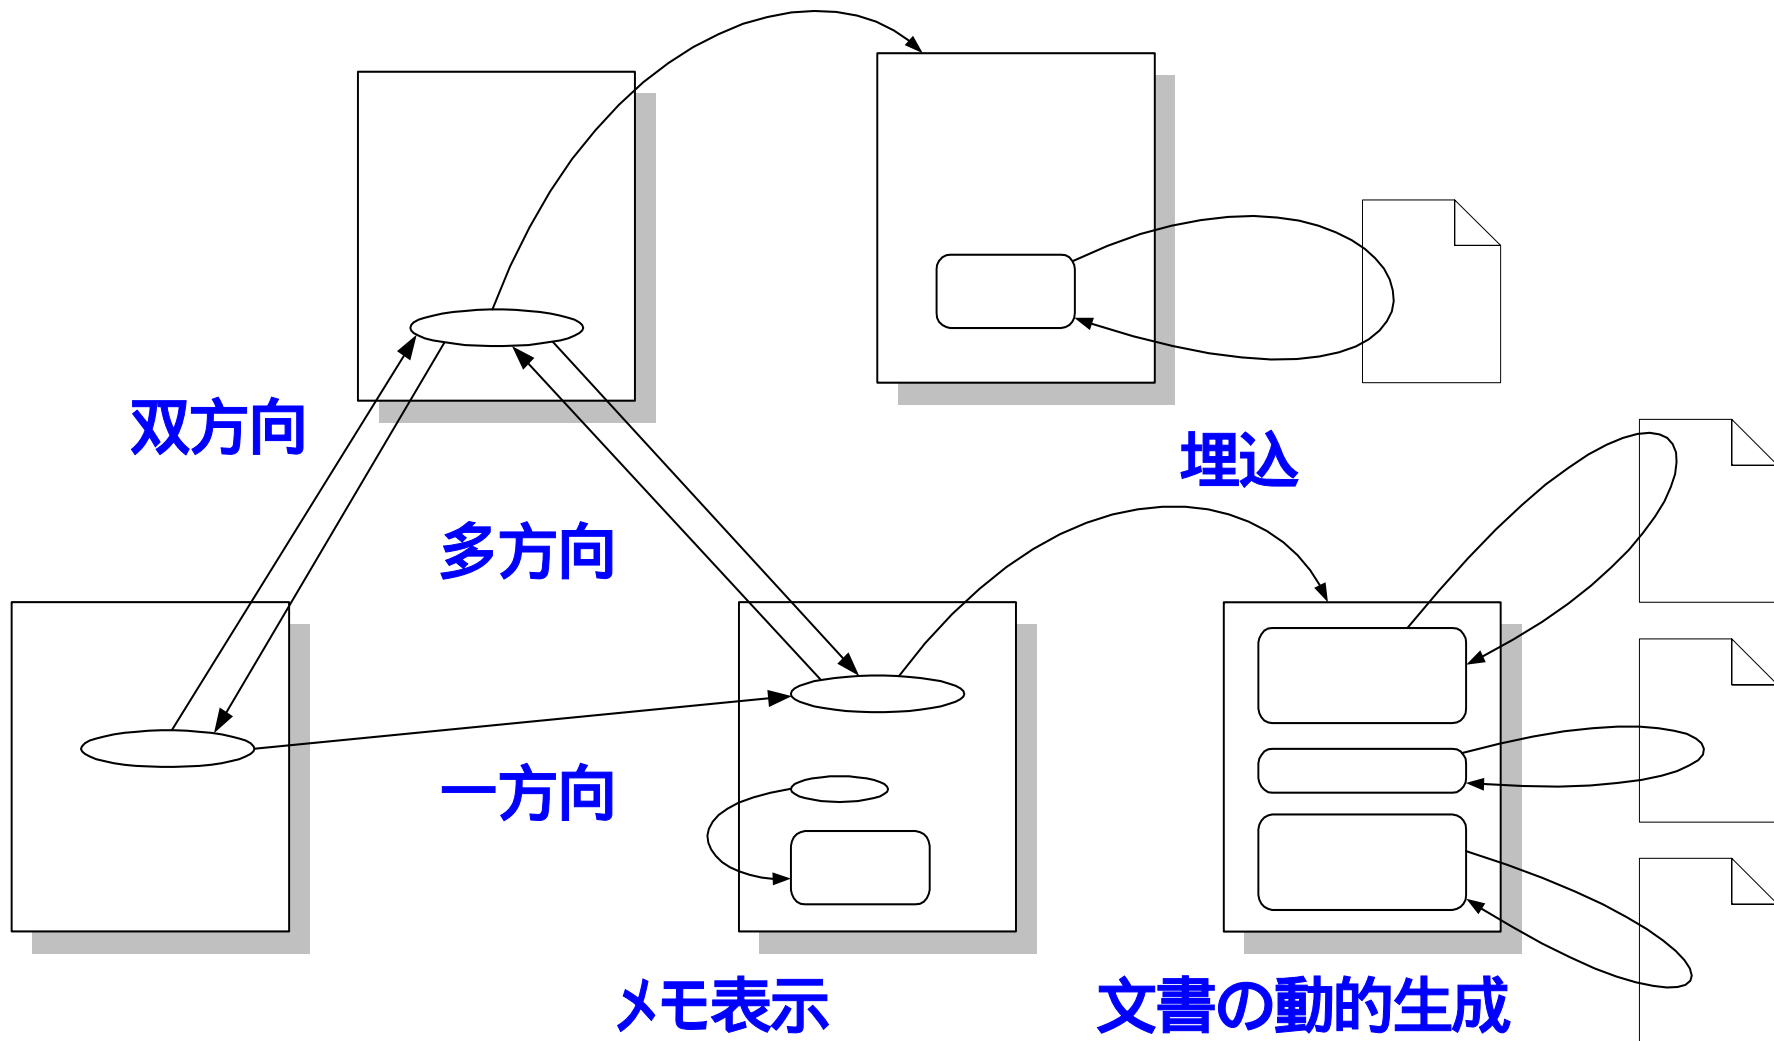 双方向
埋込
多方向
一方向
メモ表示
文書の動的生成